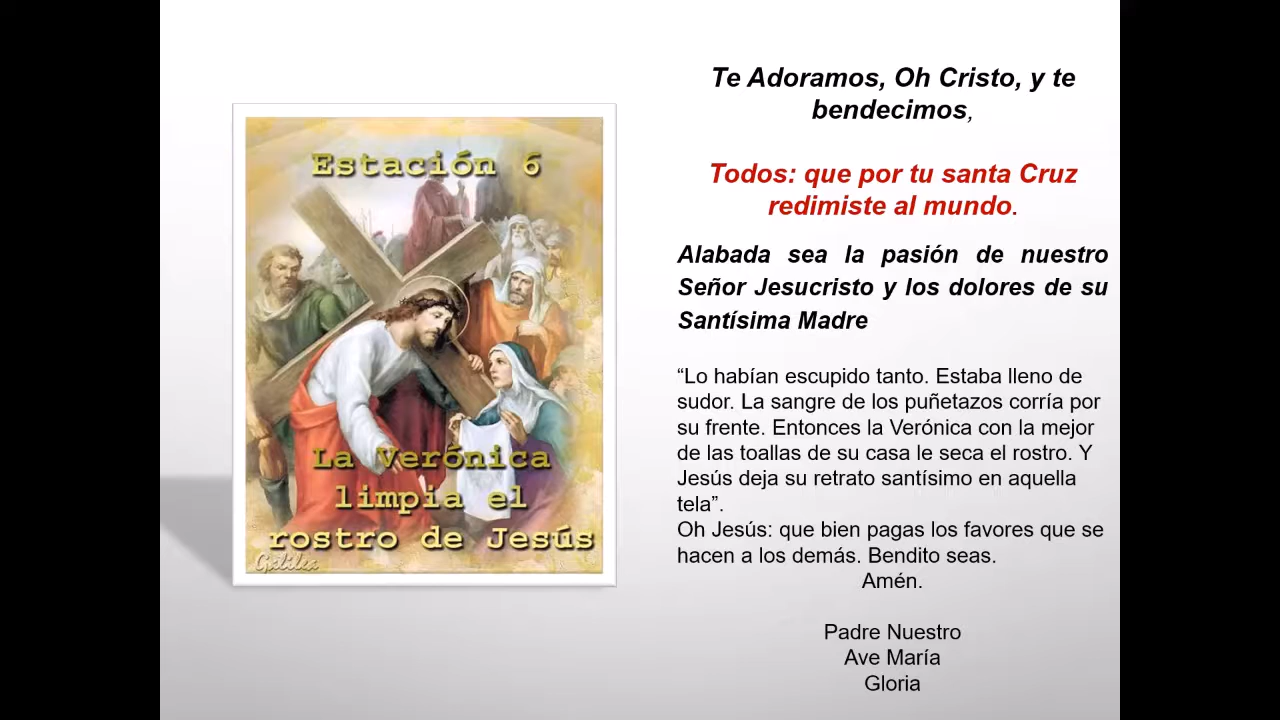 Estación 6
La Verónica
limpia el
rostro de Jesús
Galilea
Te Adoramos, Oh Cristo, y te
bendecimos,
Todos: que por tu santa Cruz
redimiste al mundo.
Alabada sea la pasión de nuestro
Señor Jesucristo y los dolores de su
Santísima Madre
“Lo habían escupido tanto. Estaba lleno de
sudor. La sangre de los puñetazos corría por
su frente. Entonces la Verónica con la mejor
de las toallas de su casa le seca el rostro. Y
Jesús deja su retrato santísimo en aquella
tela”.
Oh Jesús: que bien pagas los favores que se
hacen a los demás. Bendito seas.
Amén.
Padre Nuestro
Ave María
Gloria